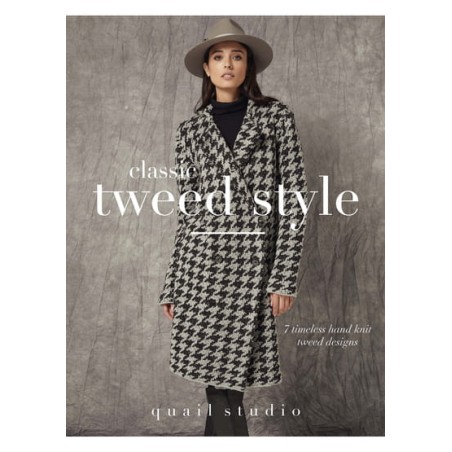 classic
tweed style
7 timeless hand knit
tweed designs
quail studio